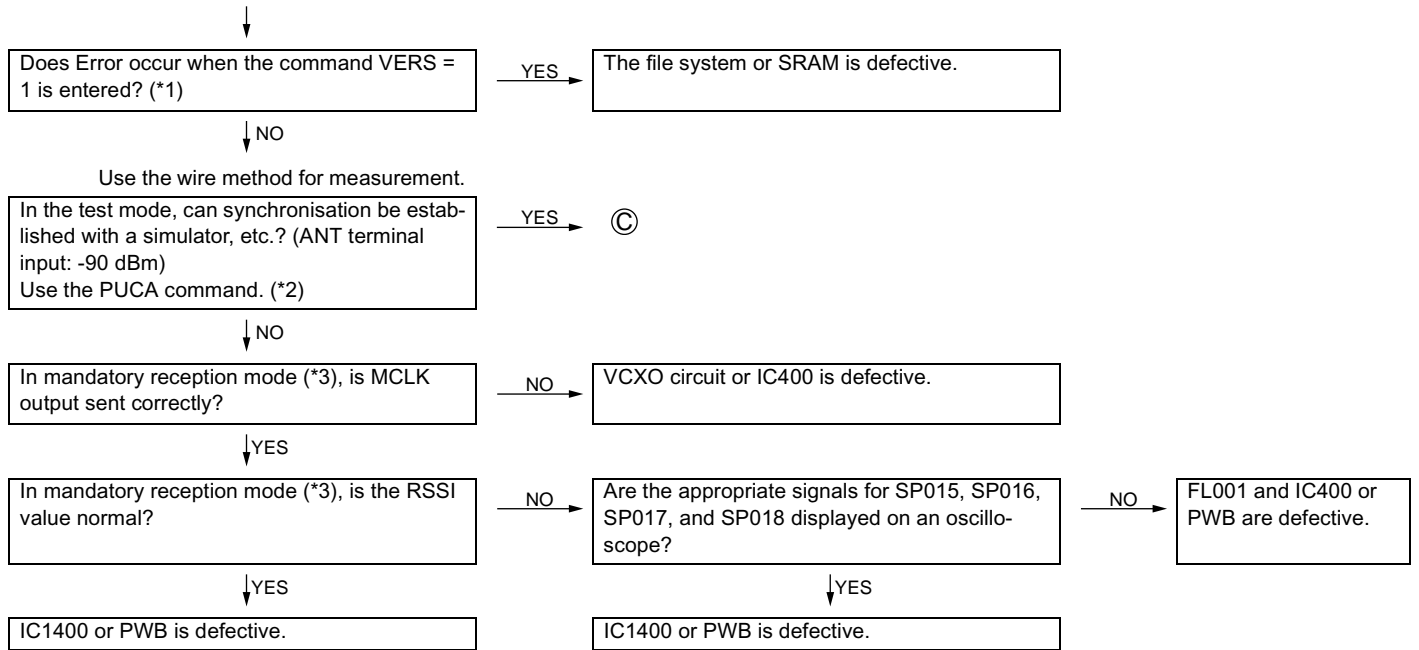 Does Error occur when the command VERS =
1 is entered? (*1)
YES
The file system or SRAM is defective.
NO
Use the wire method for measurement.
In the test mode, can synchronisation be estab-
lished with a simulator, etc.? (ANT terminal
input: -90 dBm)
Use the PUCA command. (*2)
YES
Ⓒ
NO
In mandatory reception mode (*3), is MCLK
output sent correctly?
NO
VCXO circuit or IC400 is defective.
YES
In mandatory reception mode (*3), is the RSSI
value normal?
NO
Are the appropriate signals for SP015, SP016,
SP017, and SP018 displayed on an oscillo-
scope?
NO
FL001 and IC400 or
PWB are defective.
YES
YES
IC1400 or PWB is defective.
IC1400 or PWB is defective.